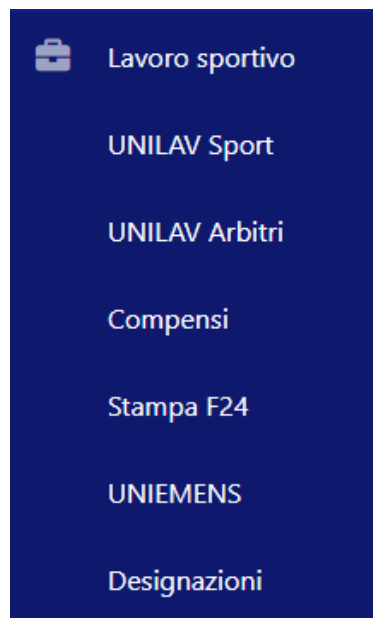 Lavoro sportivo
UNILAV Sport
UNILAV Arbitri
Compensi
Stampa F24
UNIEMENS
Designazioni